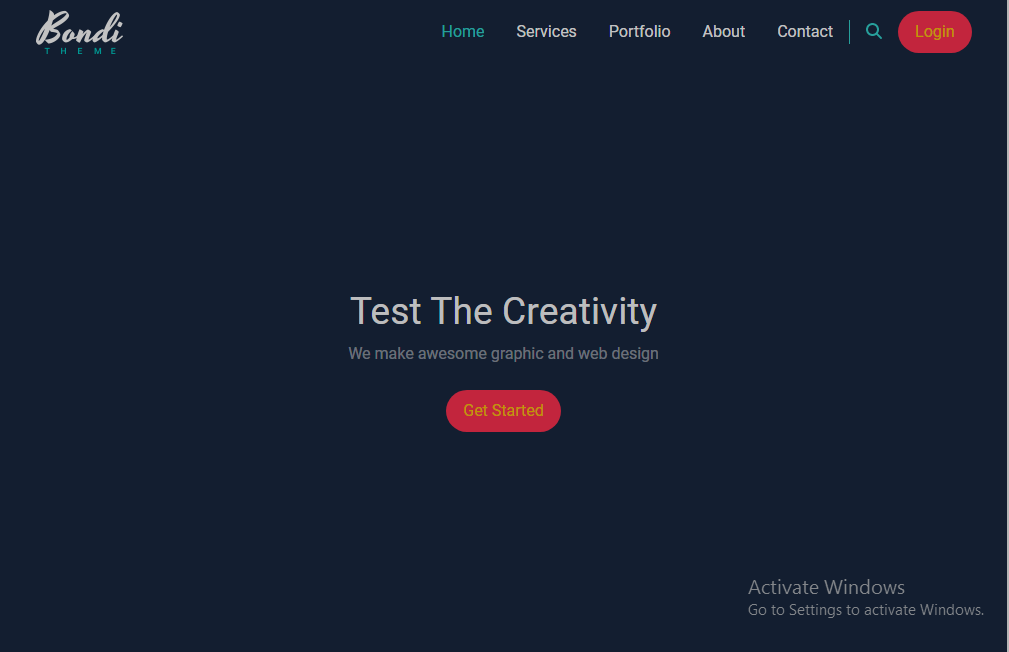 Bondi
THEME
Home Services Portfolio About Contact Login
Test The Creativity
We make awesome graphic and web design
Get Started
Activate Windows
Go to Settings to activate Windows.